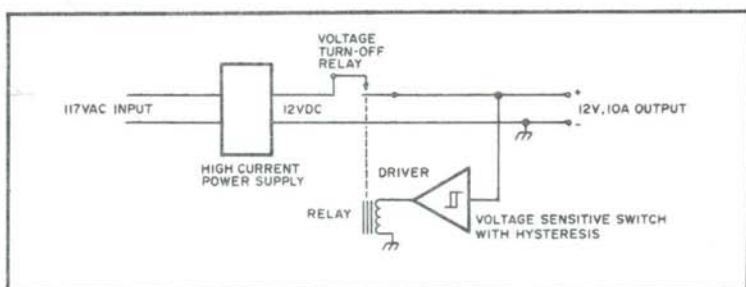 VOLTAGE
TURN-OFF
RELAY
117VAC INPUT
12VDC
+
12V, 10A OUTPUT
-
HIGH CURRENT
POWER SUPPLY
DRIVER
RELAY
VOLTAGE SENSITIVE SWITCH
WITH HYSTERESIS